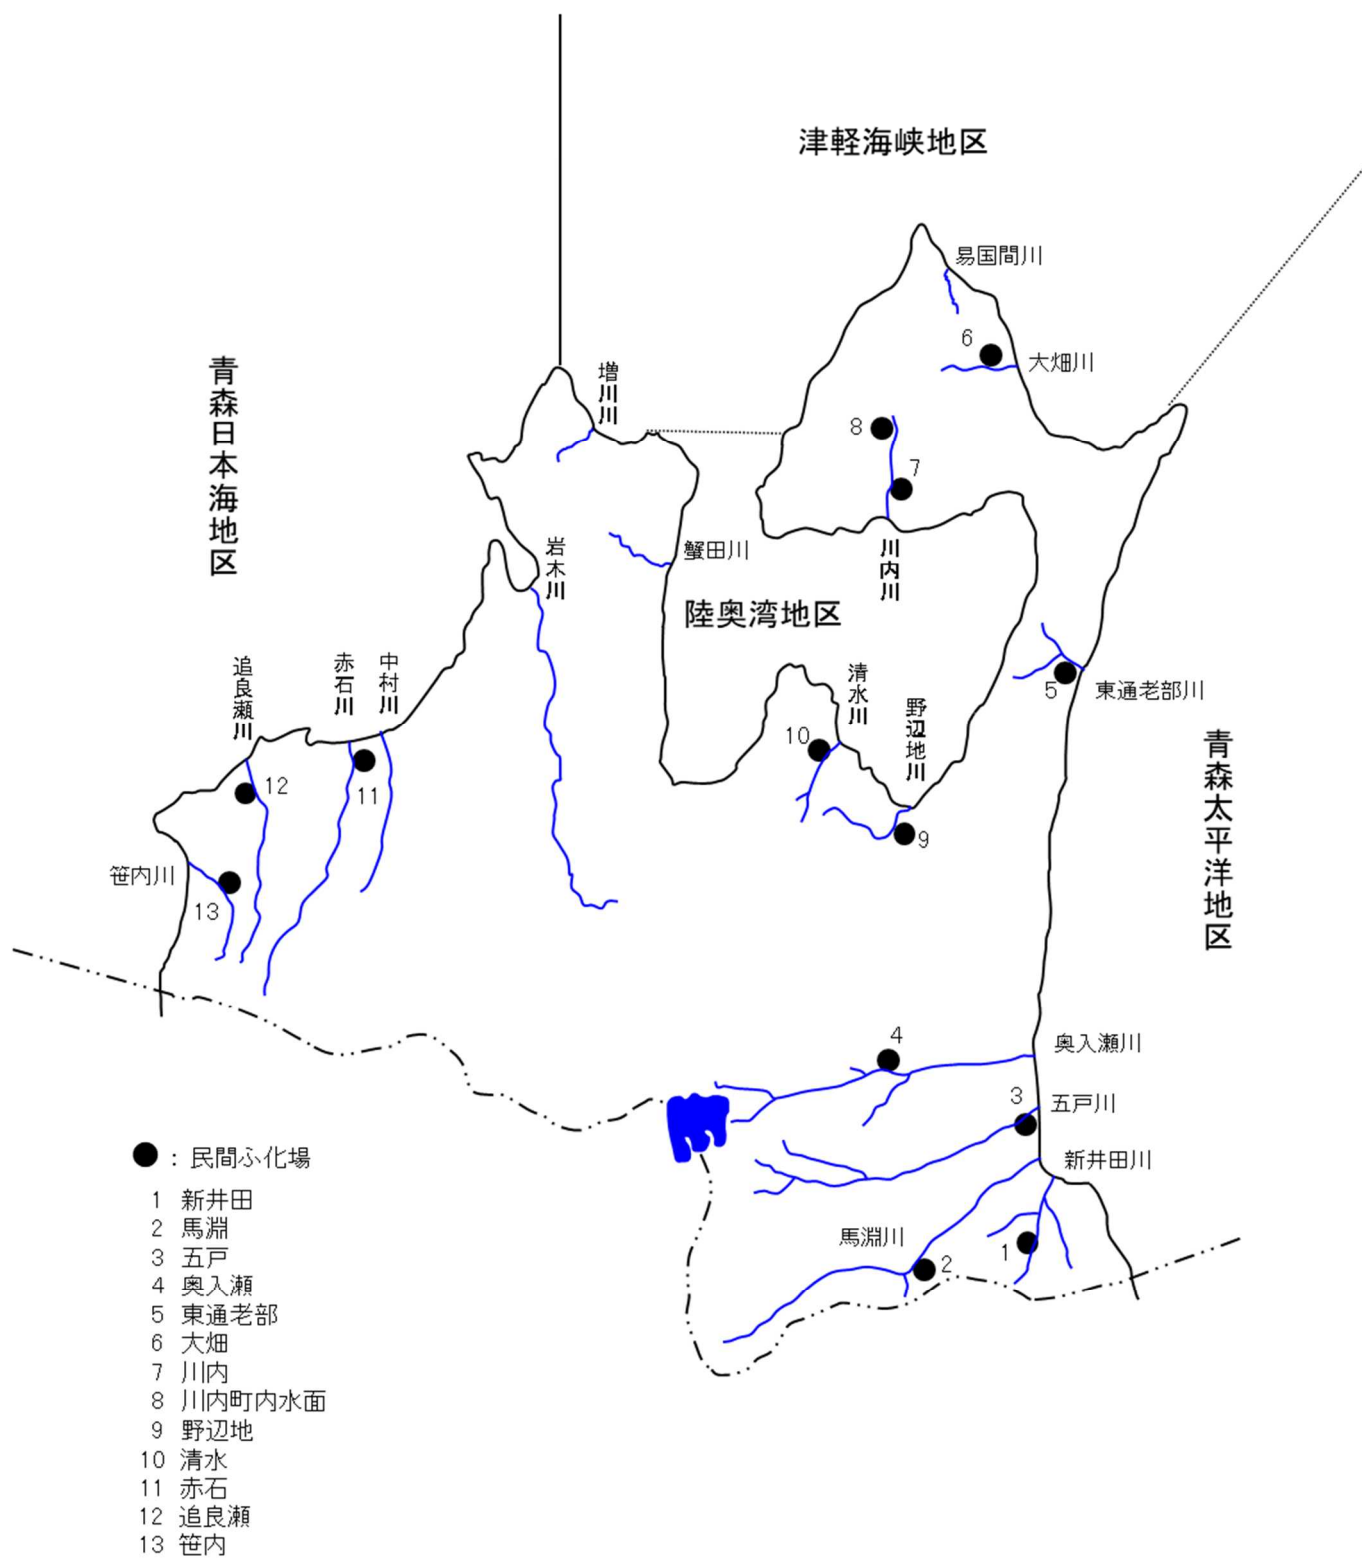 津軽海峡地区
易国間川
6
大畑川
青森日本海地区
増川川
8
7
岩木川
蟹田川
川内川
陸奥湾地区
追良瀬川
赤石川
中村川
清水川
野辺地川
5
東通老部川
青森太平洋地区
10
12
11
9
笹内川
13
4
奥入瀬川
3
五戸川
新井田川
馬淵川
1
2
●：民間ふ化場
1 新井田
2 馬淵
3 五戸
4 奥入瀬
5 東通老部
6 大畑
7 川内
8 川内町内水面
9 野辺地
10 清水
11 赤石
12 追良瀬
13 笹内